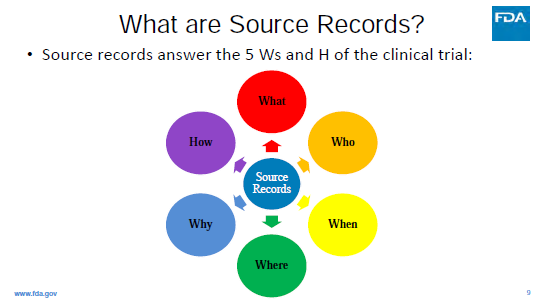 What are Source Records?
FDA
• Source records answer the 5 Ws and H of the clinical trial:
What
How
Who
Source
Records
Why
When
Where
www.fda.gov
9